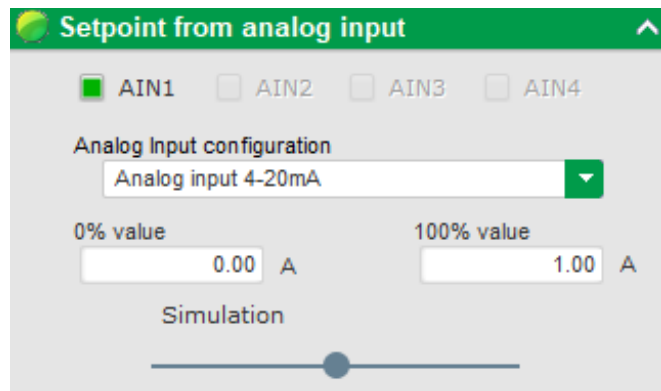 Setpoint from analog input
AIN1 AIN2 AIN3 AIN4
Analog Input configuration
Analog input 4-20mA
0% value 100% value
0.00 A 1.00 A
Simulation